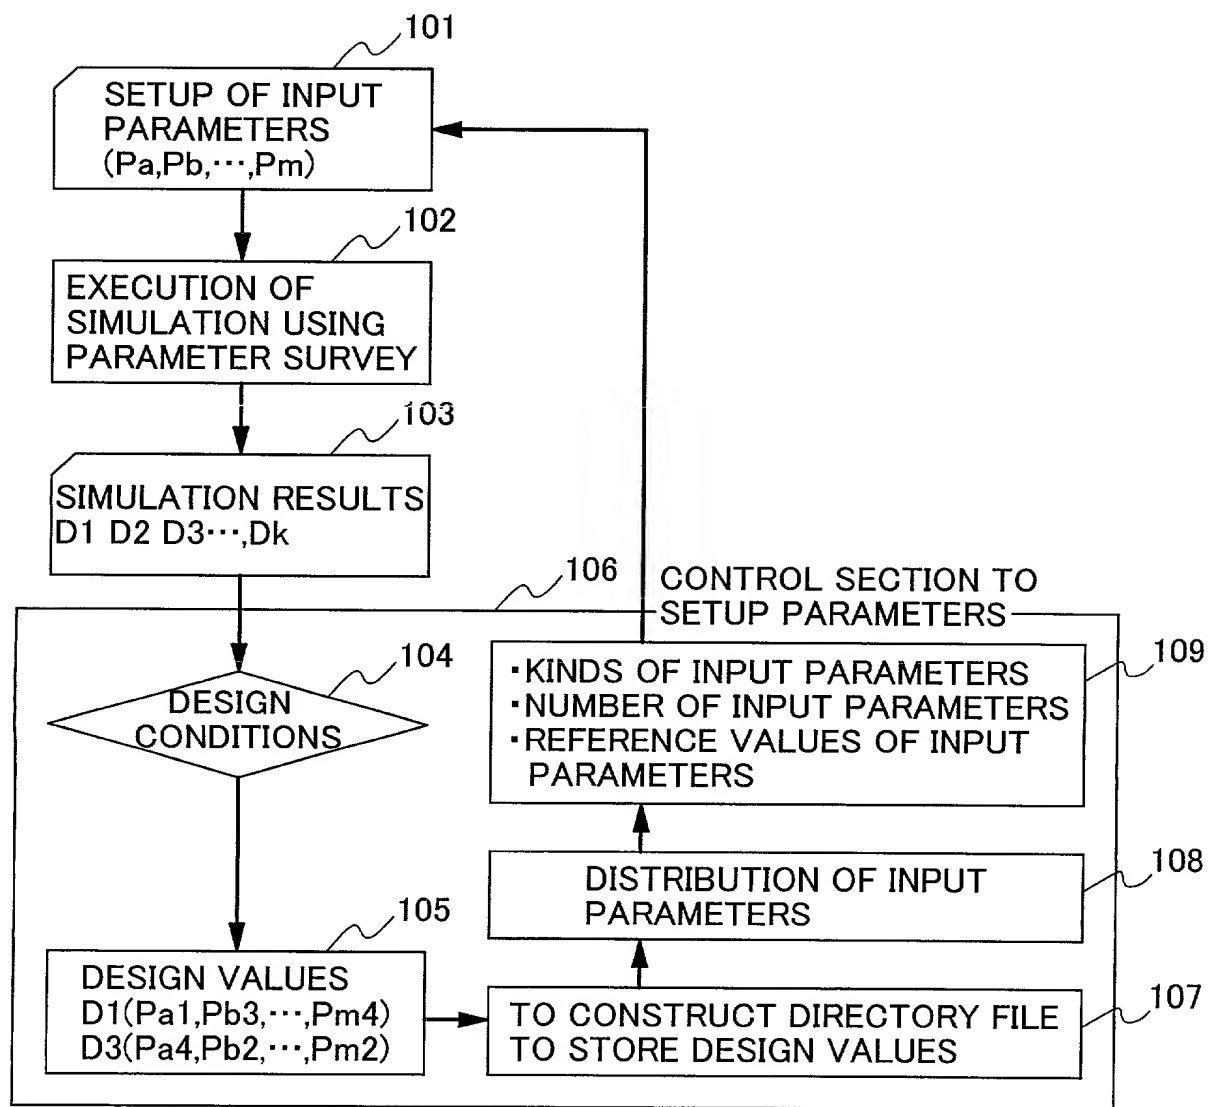 101
SETUP OF INPUT
PARAMETERS
(Pa,Pb,···,Pm)
102
EXECUTION OF
SIMULATION USING
PARAMETER SURVEY
103
SIMULATION RESULTS
D1 D2 D3···,Dk
106
CONTROL SECTION TO
SETUP PARAMETERS
104
DESIGN
CONDITIONS
109
·KINDS OF INPUT PARAMETERS
·NUMBER OF INPUT PARAMETERS
·REFERENCE VALUES OF INPUT
PARAMETERS
108
DISTRIBUTION OF INPUT
PARAMETERS
105
DESIGN VALUES
D1(Pa1,Pb3,···,Pm4)
D3(Pa4,Pb2,···,Pm2)
107
TO CONSTRUCT DIRECTORY FILE
TO STORE DESIGN VALUES